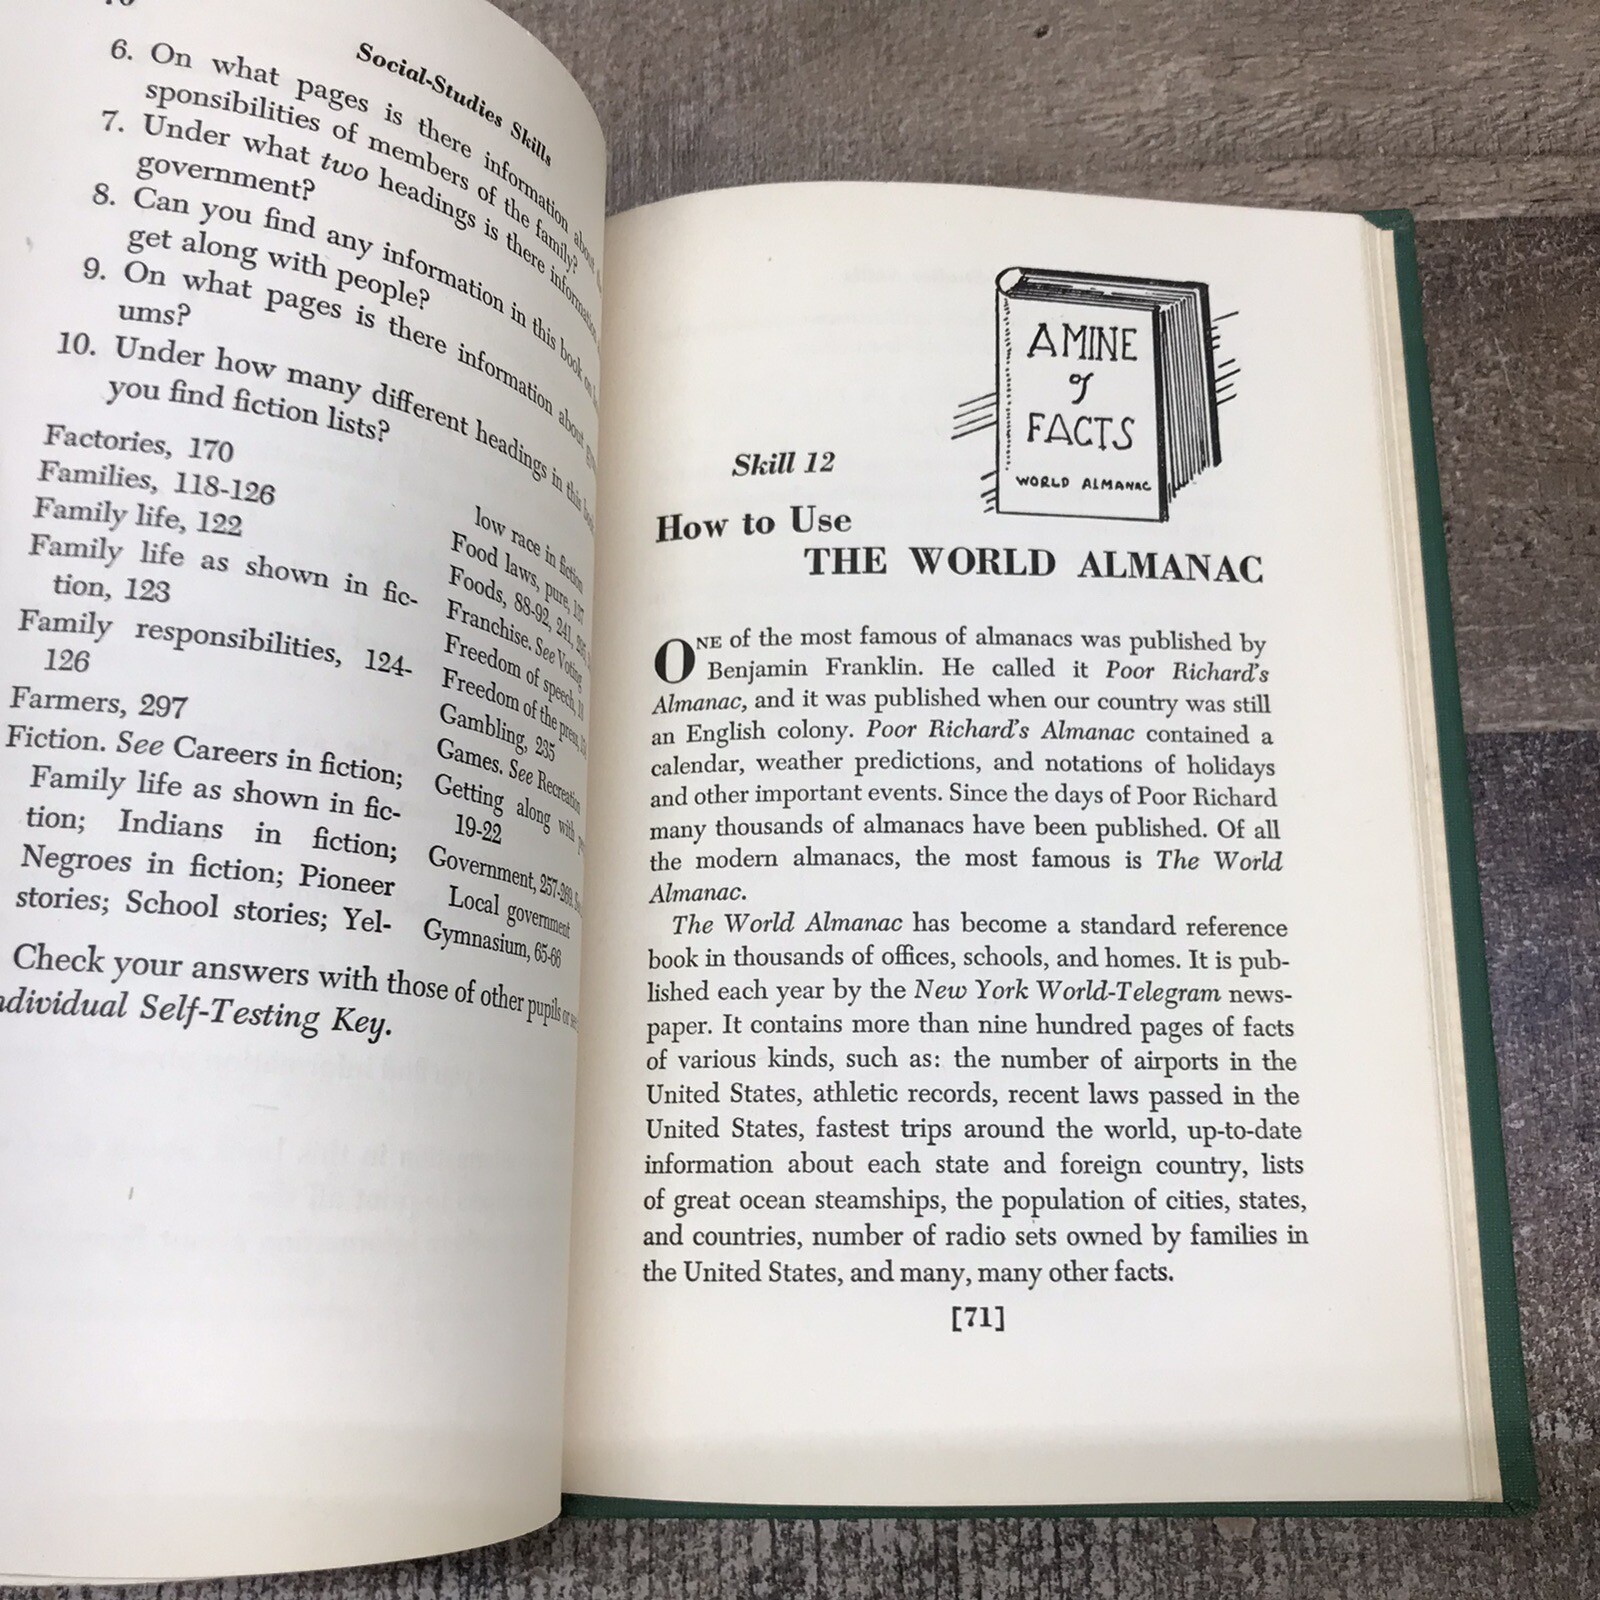 Social-Studies Skills
6. On what pages is there information about
sponsibilities of members of the family?
7. Under what two headings is there information
government?
8. Can you find any information in this book on
get along with people?
9. On what pages is there information about
ums?
10. Under how many different headings in this book
you find fiction lists?
Factories, 170
Families, 118-126
Family life, 122
Family life as shown in fic-
tion, 123
Family responsibilities, 124-
126
Farmers, 297
Fiction. See Careers in fiction;
Family life as shown in fic-
tion; Indians in fiction;
Negroes in fiction; Pioneer
stories; School stories; Yel-
low race in fiction
Food laws, pure, 137
Foods, 88-92, 241,
Franchise. See Voting
Freedom of speech,
Freedom of the press,
Gambling, 235
Games. See Recreation
Getting along with
19-22
Government, 257-269.
Local government
Gymnasium, 65-66
Check your answers with those of other pupils or
Individual Self-Testing Key.
A MINE
of
FACTS
WORLD ALMANAC
Skill 12
How to Use
THE WORLD ALMANAC
ONE of the most famous of almanacs was published by
Benjamin Franklin. He called it Poor Richard's
Almanac, and it was published when our country was still
an English colony. Poor Richard's Almanac contained a
calendar, weather predictions, and notations of holidays
and other important events. Since the days of Poor Richard
many thousands of almanacs have been published. Of all
the modern almanacs, the most famous is The World
Almanac.
The World Almanac has become a standard reference
book in thousands of offices, schools, and homes. It is pub-
lished each year by the New York World-Telegram news-
paper. It contains more than nine hundred pages of facts
of various kinds, such as: the number of airports in the
United States, athletic records, recent laws passed in the
United States, fastest trips around the world, up-to-date
information about each state and foreign country, lists
of great ocean steamships, the population of cities, states,
and countries, number of radio sets owned by families in
the United States, and many, many other facts.
[71]